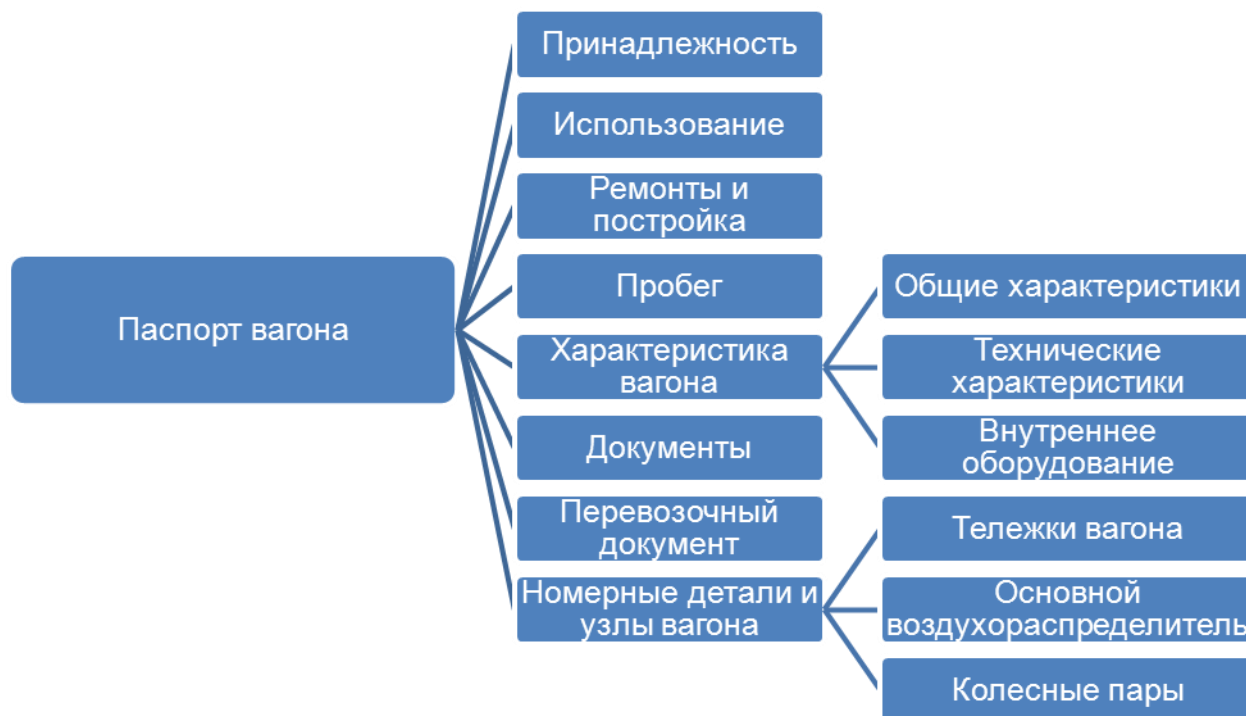 Паспорт вагона
Принадлежность
Использование
Ремонты и
постройка
Пробег
Характеристика
вагона
Общие характеристики
Технические
характеристики
Внутреннее
оборудование
Документы
Перевозочный
документ
Номерные детали и
узлы вагона
Тележки вагона
Основной
воздухораспределитель
Колесные пары